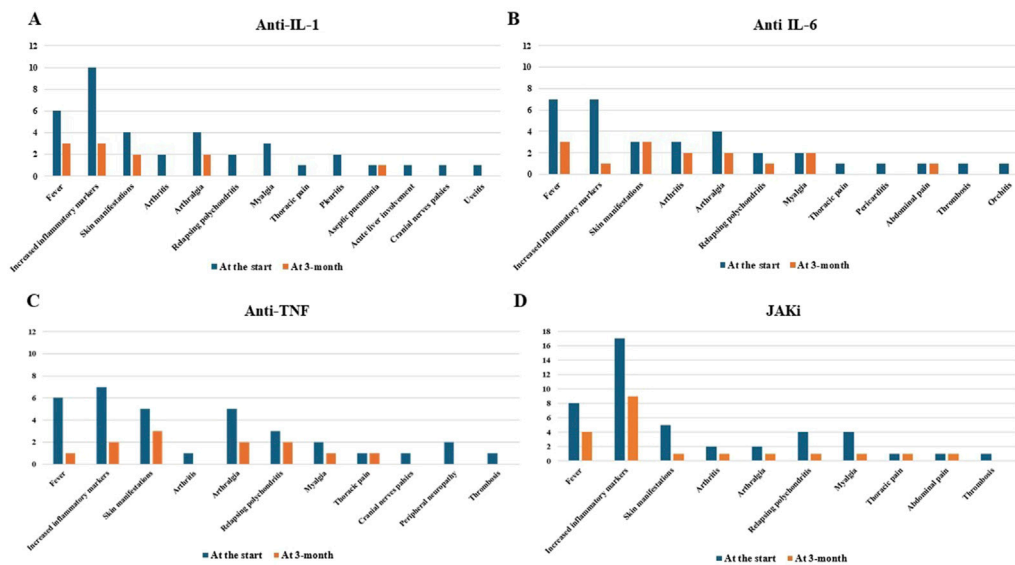 A
Anti-IL-1
12
10
8
6
4
2
0
Fever
Increased inflammatory markers
Skin manifestations
Arthritis
Arthralgia
Relapsing polychondritis
Myalgia
Thoracic pain
Pleuritis
Aseptic pneumonia
Acute liver involvement
Cranial nerves palsies
Uveitis
At the start At 3-month
B
Anti IL-6
12
10
8
6
4
2
0
Fever
Increased inflammatory markers
Skin manifestations
Arthritis
Arthralgia
Relapsing polychondritis
Myalgia
Thoracic pain
Pericarditis
Abdominal pain
Thrombosis
Orchitis
At the start At 3-month
C
Anti-TNF
12
10
8
6
4
2
0
Fever
Increased inflammatory markers
Skin manifestations
Arthritis
Arthralgia
Relapsing polychondritis
Myalgia
Thoracic pain
Cranial nerves palsies
Peripheral neuropathy
Thrombosis
At the start At 3-month
D
JAKi
18
16
14
12
10
8
6
4
2
0
Fever
Increased inflammatory markers
Skin manifestations
Arthritis
Arthralgia
Relapsing polychondritis
Myalgia
Thoracic pain
Abdominal pain
Thrombosis
At the start At 3-month